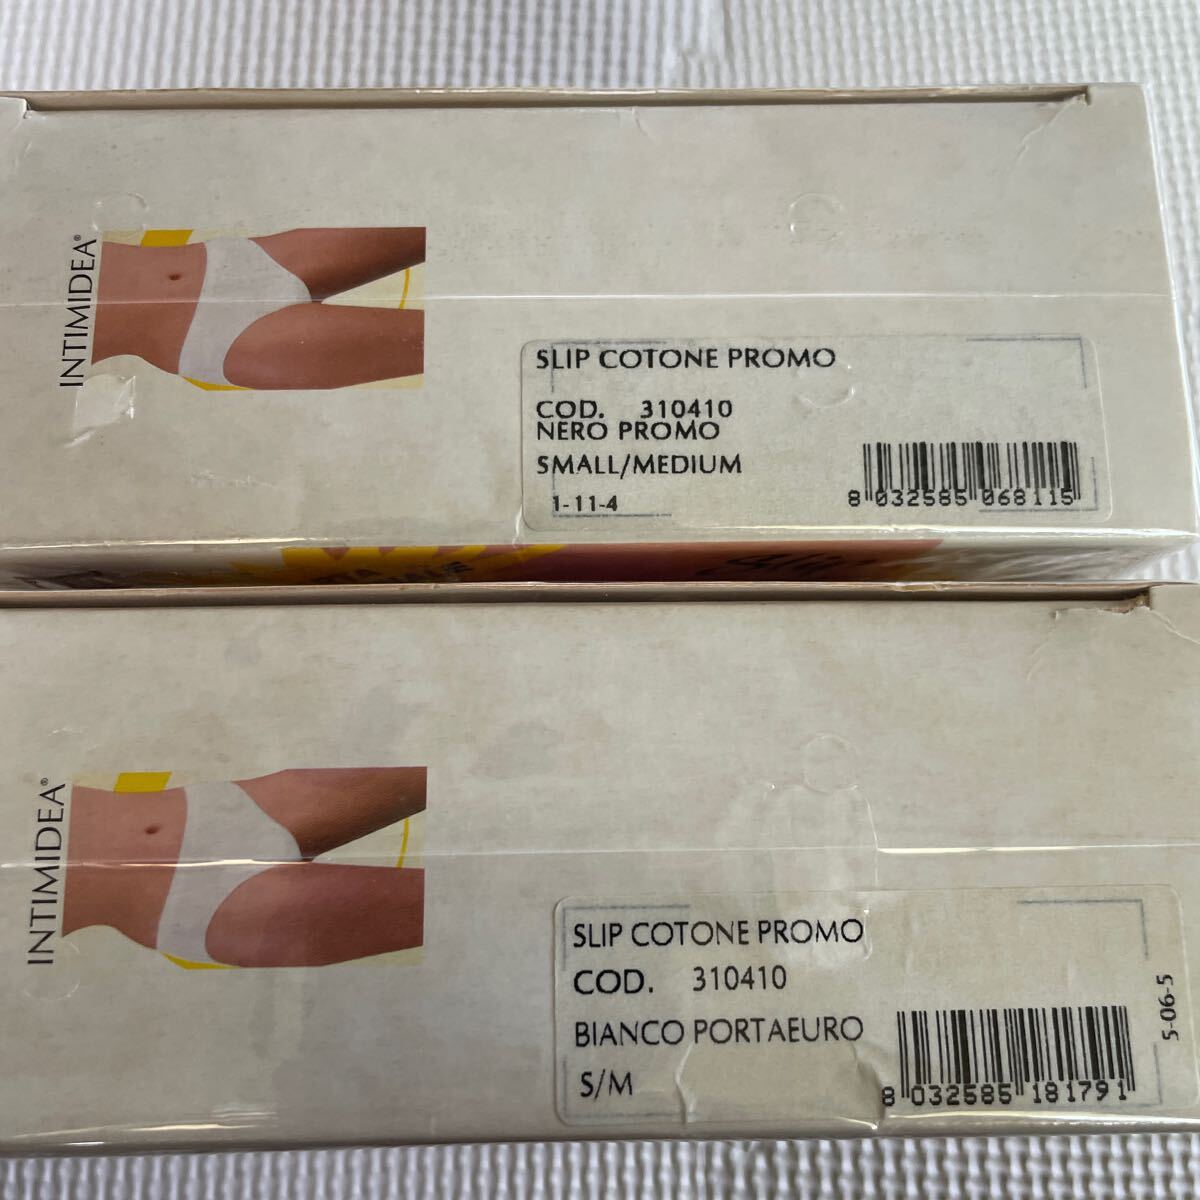 INTIMIDEA®
SLIP COTONE PROMO
COD. 310410
NERO PROMO
SMALL/MEDIUM
1-11-4
8 032585 068115
INTIMIDEA®
SLIP COTONE PROMO
COD. 310410
BIANCO PORTAEURO
S/M
5-06-5
8 032585 181791